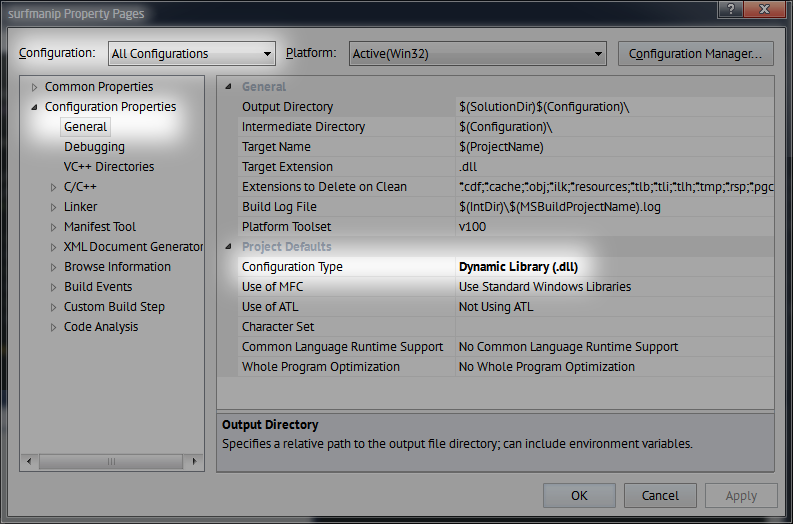 surfmanip Property Pages
?
Configuration: All Configurations Platform: Active(Win32) Configuration Manager...
Common Properties
Configuration Properties
General
Debugging
VC++ Directories
C/C++
Linker
Manifest Tool
XML Document Generator
Browse Information
Build Events
Custom Build Step
Code Analysis
General
Output Directory $(SolutionDir)$(Configuration)\
Intermediate Directory $(Configuration)\
Target Name $(ProjectName)
Target Extension .dll
Extensions to Delete on Clean *.cdf;*.cache;*.obj;*.ilk;*.resources;*.tlb;*.tli;*.tlh;*.tmp;*.rsp;*.pgc
Build Log File $(IntDir)\$(MSBuildProjectName).log
Platform Toolset v100
Project Defaults
Configuration Type Dynamic Library (.dll)
Use of MFC Use Standard Windows Libraries
Use of ATL Not Using ATL
Character Set
Common Language Runtime Support No Common Language Runtime Support
Whole Program Optimization No Whole Program Optimization
Output Directory
Specifies a relative path to the output file directory; can include environment variables.
OK Cancel Apply